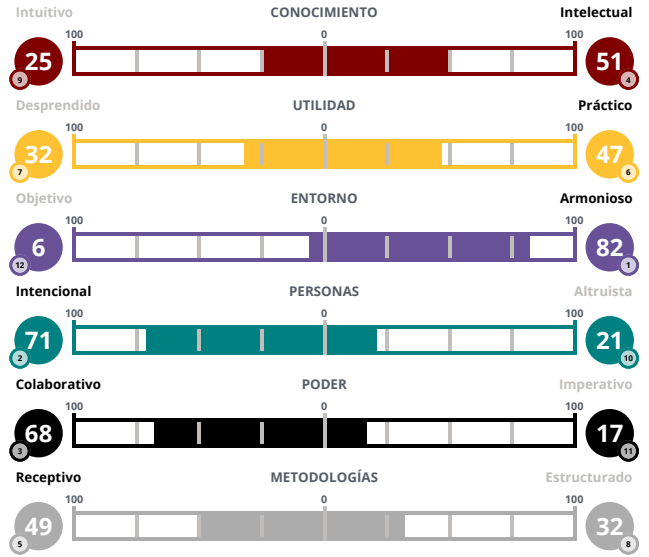 Intuitivo CONOCIMIENTO Intelectual
100 0 100
25 51
9 4
Desprendido UTILIDAD Práctico
100 0 100
32 47
7 6
Objetivo ENTORNO Armonioso
100 0 100
6 82
12 1
Intencional PERSONAS Altruista
100 0 100
71 21
2 10
Colaborativo PODER Imperativo
100 0 100
68 17
3 11
Receptivo METODOLOGÍAS Estructurado
100 0 100
49 32
5 8